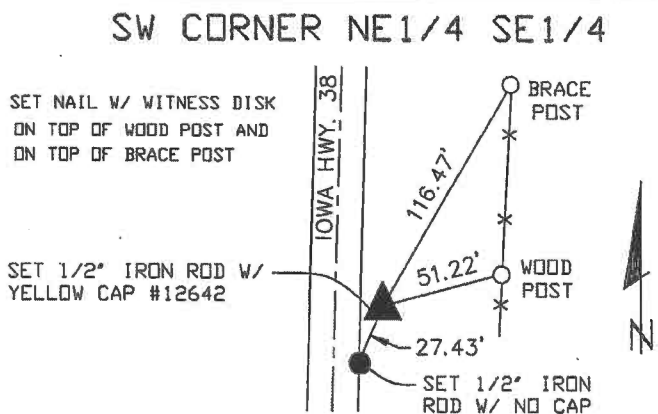 SW CORNER NE1/4 SE1/4
SET NAIL W/ WITNESS DISK
ON TOP OF WOOD POST AND
ON TOP OF BRACE POST
IOWA HWY. 38
BRACE
POST
116.47'
SET 1/2" IRON ROD W/
YELLOW CAP #12642
51.22'
WOOD
POST
27.43'
SET 1/2" IRON
ROD W/ NO CAP
N